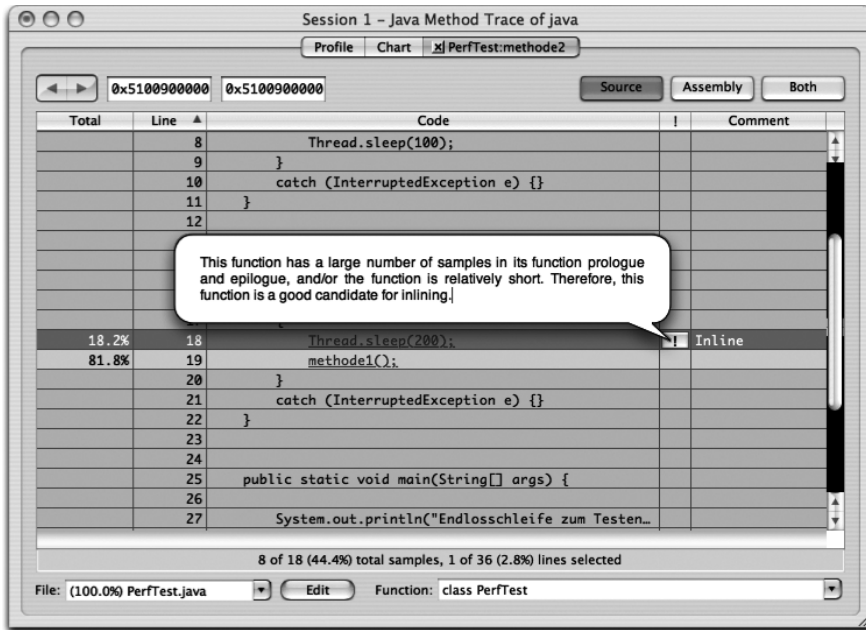 Session 1 – Java Method Trace of java
Profile Chart PerfTest:methode2
0x5100900000 0x5100900000 Source Assembly Both
Total Line Code ! Comment
8 Thread.sleep(100);
9 }
10 catch (InterruptedException e) {}
11 }
12
This function has a large number of samples in its function prologue
and epilogue, and/or the function is relatively short. Therefore, this
function is a good candidate for inlining.
18.2% 18 Thread.sleep(200); ! Inline
81.8% 19 methode1();
20 }
21 catch (InterruptedException e) {}
22 }
23
24
25 public static void main(String[] args) {
26
27 System.out.println("Endlosschleife zum Testen…
8 of 18 (44.4%) total samples, 1 of 36 (2.8%) lines selected
File: (100.0%) PerfTest.java Edit Function: class PerfTest